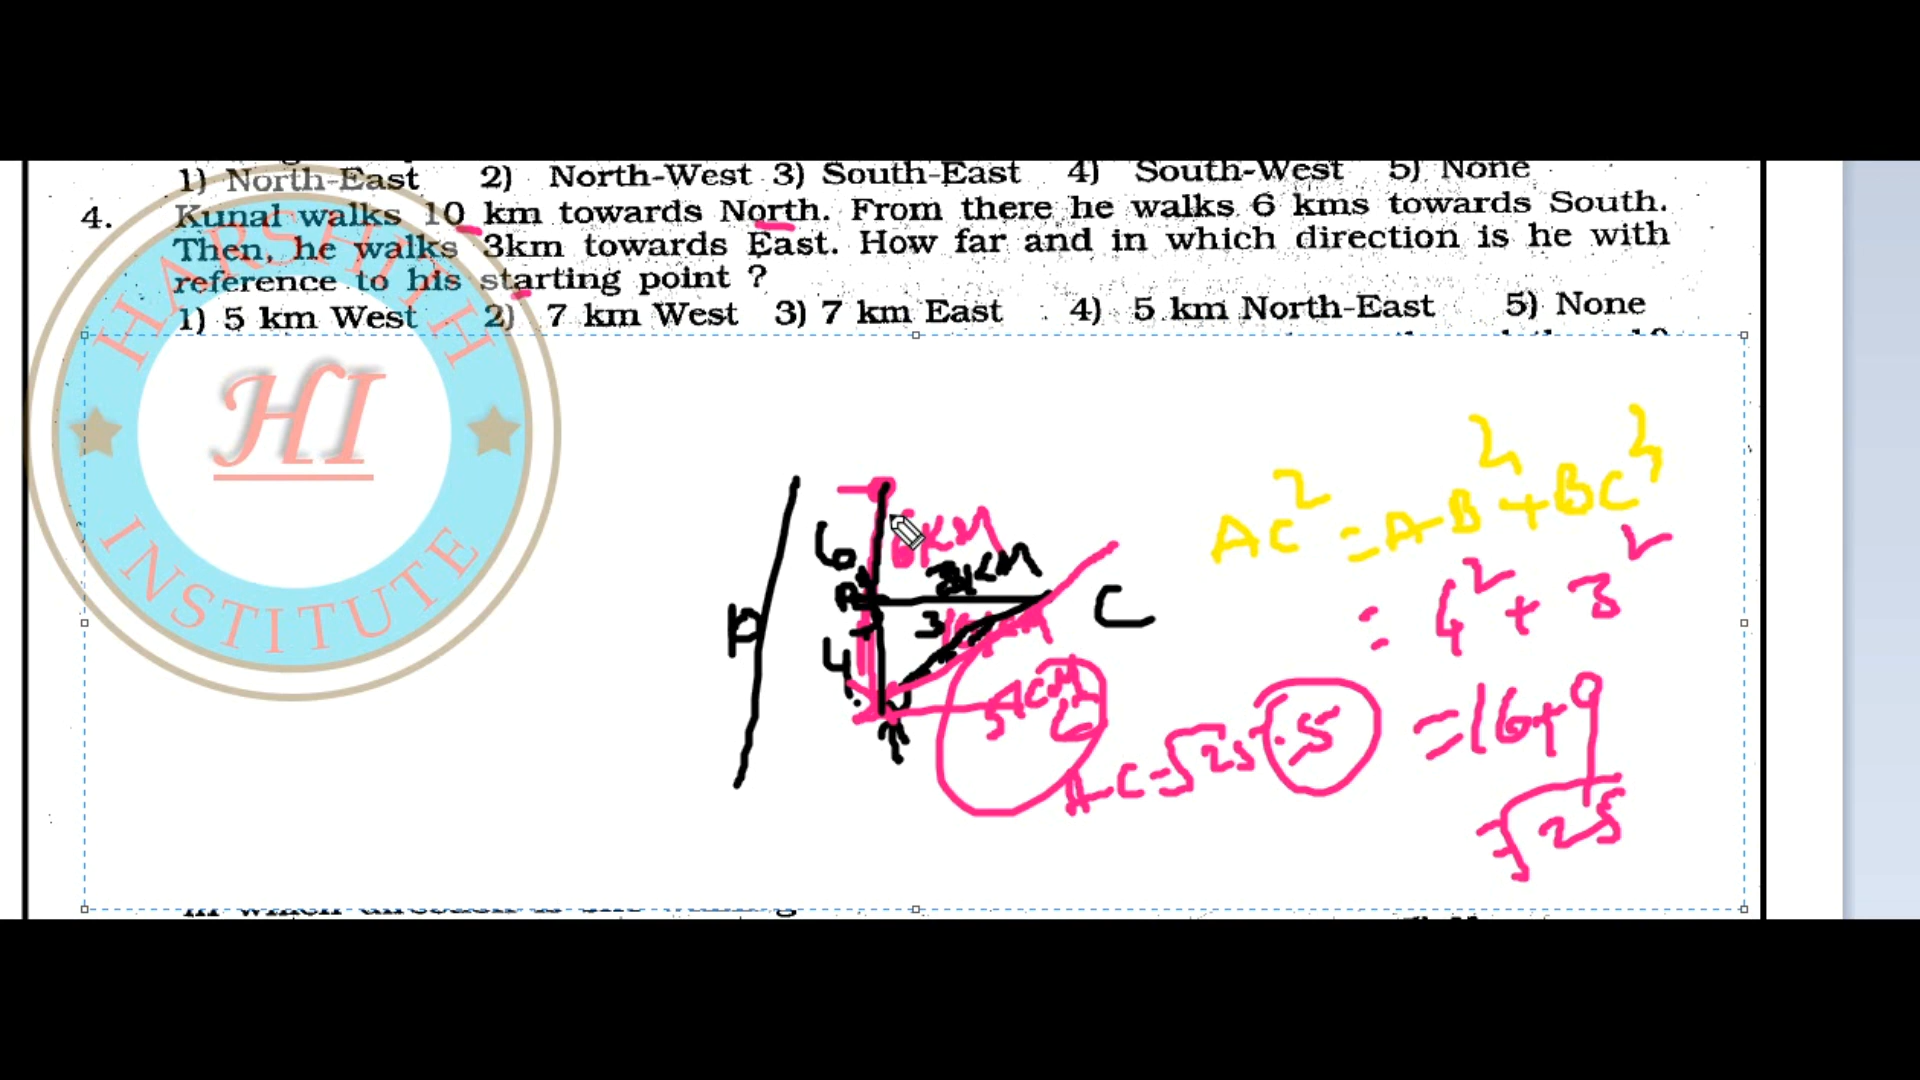 1) North-East 2) North-West 3) South-East 4) South-West 5) None
4. Kunal walks 10 km towards North. From there he walks 6 kms towards South.
Then, he walks 3km towards East. How far and in which direction is he with
reference to his starting point ?
1) 5 km West 2) 7 km West 3) 7 km East 4) 5 km North-East 5) None
HARSHITH
HI
INSTITUTE
6 6KM
3KM
C
3
4
AC² = AB² + BC²
= 4² + 3²
= 16+9
AC = √25 = 5
= √25